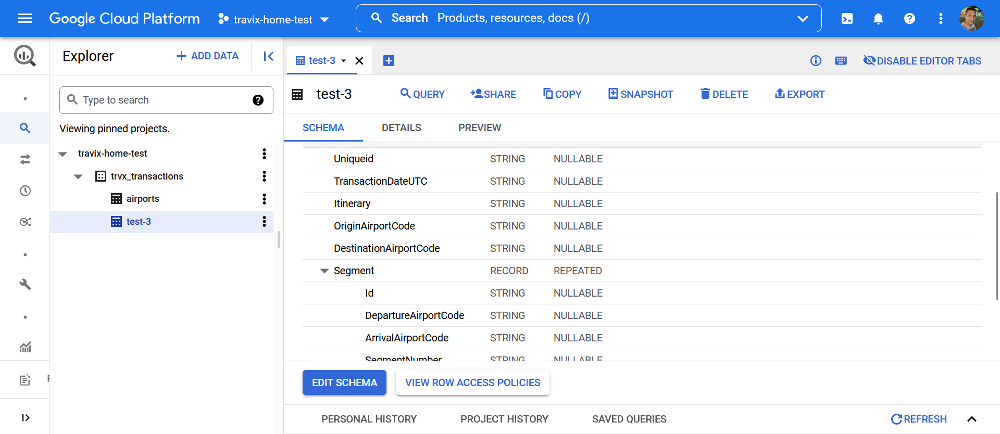 Google Cloud Platform
travix-home-test
Search Products, resources, docs (/)
Explorer
ADD DATA
test-3
DISABLE EDITOR TABS
Type to search
Viewing pinned projects.
travix-home-test
trvx_transactions
airports
test-3
test-3
QUERY
SHARE
COPY
SNAPSHOT
DELETE
EXPORT
SCHEMA
DETAILS
PREVIEW
Uniqueid STRING NULLABLE
TransactionDateUTC STRING NULLABLE
Itinerary STRING NULLABLE
OriginAirportCode STRING NULLABLE
DestinationAirportCode STRING NULLABLE
Segment RECORD REPEATED
Id STRING NULLABLE
DepartureAirportCode STRING NULLABLE
ArrivalAirportCode STRING NULLABLE
SegmentNumber STRING NULLABLE
EDIT SCHEMA
VIEW ROW ACCESS POLICIES
PERSONAL HISTORY
PROJECT HISTORY
SAVED QUERIES
REFRESH